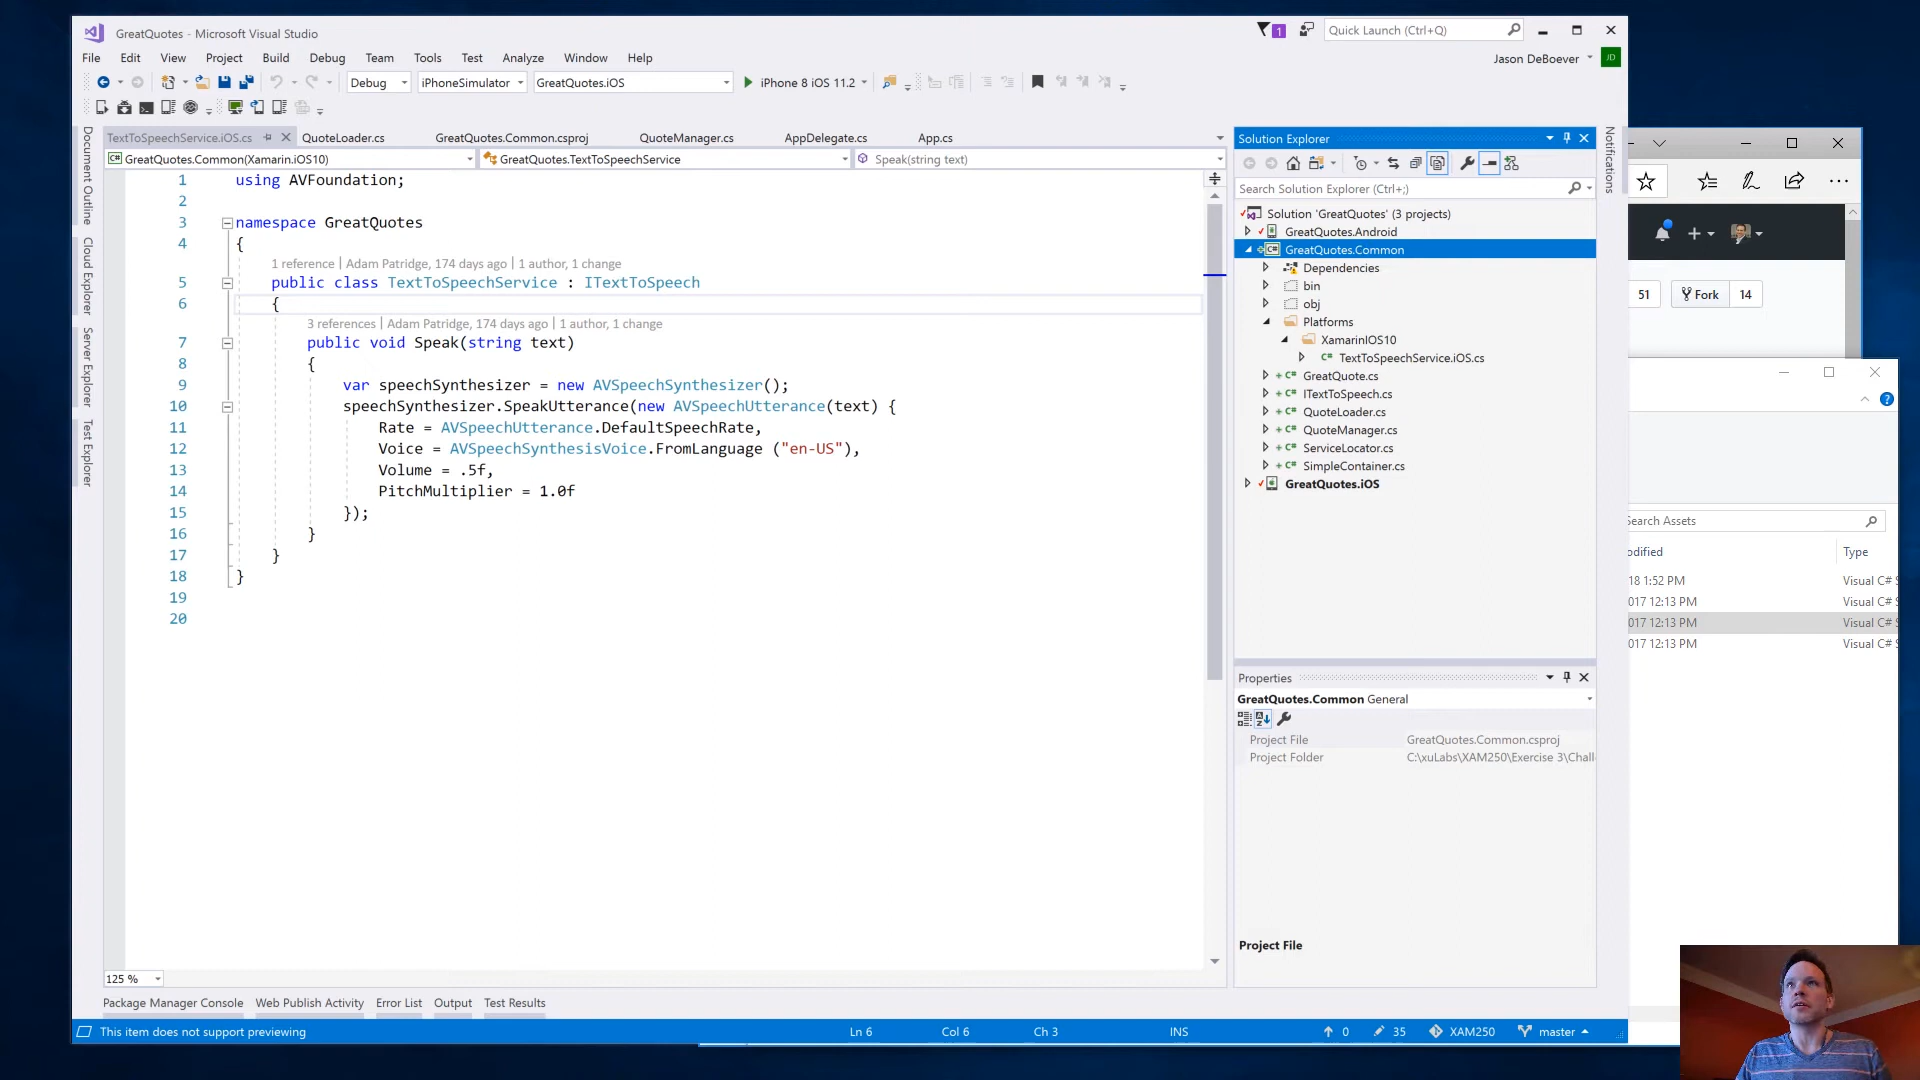 GreatQuotes - Microsoft Visual Studio
1
Quick Launch (Ctrl+Q)
File Edit View Project Build Debug Team Tools Test Analyze Window Help
Jason DeBoever
JD
Debug iPhoneSimulator GreatQuotes.iOS iPhone 8 iOS 11.2
Document Outline
Cloud Explorer
Server Explorer
Test Explorer
TextToSpeechService.iOS.cs QuoteLoader.cs GreatQuotes.Common.csproj QuoteManager.cs AppDelegate.cs App.cs
GreatQuotes.Common(Xamarin.iOS10) GreatQuotes.TextToSpeechService Speak(string text)
1 using AVFoundation;
2
3 namespace GreatQuotes
4 {
1 reference | Adam Patridge, 174 days ago | 1 author, 1 change
5 public class TextToSpeechService : ITextToSpeech
6 {
3 references | Adam Patridge, 174 days ago | 1 author, 1 change
7 public void Speak(string text)
8 {
9 var speechSynthesizer = new AVSpeechSynthesizer();
10 speechSynthesizer.SpeakUtterance(new AVSpeechUtterance(text) {
11 Rate = AVSpeechUtterance.DefaultSpeechRate,
12 Voice = AVSpeechSynthesisVoice.FromLanguage ("en-US"),
13 Volume = .5f,
14 PitchMultiplier = 1.0f
15 });
16 }
17 }
18 }
19
20
125 %
Package Manager Console Web Publish Activity Error List Output Test Results
This item does not support previewing Ln 6 Col 6 Ch 3 INS 0 35 XAM250 master
Solution Explorer
Search Solution Explorer (Ctrl+;)
Solution 'GreatQuotes' (3 projects)
GreatQuotes.Android
GreatQuotes.Common
Dependencies
bin
obj
Platforms
XamarinIOS10
TextToSpeechService.iOS.cs
GreatQuote.cs
ITextToSpeech.cs
QuoteLoader.cs
QuoteManager.cs
ServiceLocator.cs
SimpleContainer.cs
GreatQuotes.iOS
Properties
GreatQuotes.Common General
Project File GreatQuotes.Common.csproj
Project Folder C:\xuLabs\XAM250\Exercise 3\Chall
Project File
Notifications
51 Fork 14
Search Assets
odified Type
18 1:52 PM Visual C# S
017 12:13 PM Visual C# S
017 12:13 PM Visual C# S
017 12:13 PM Visual C# S